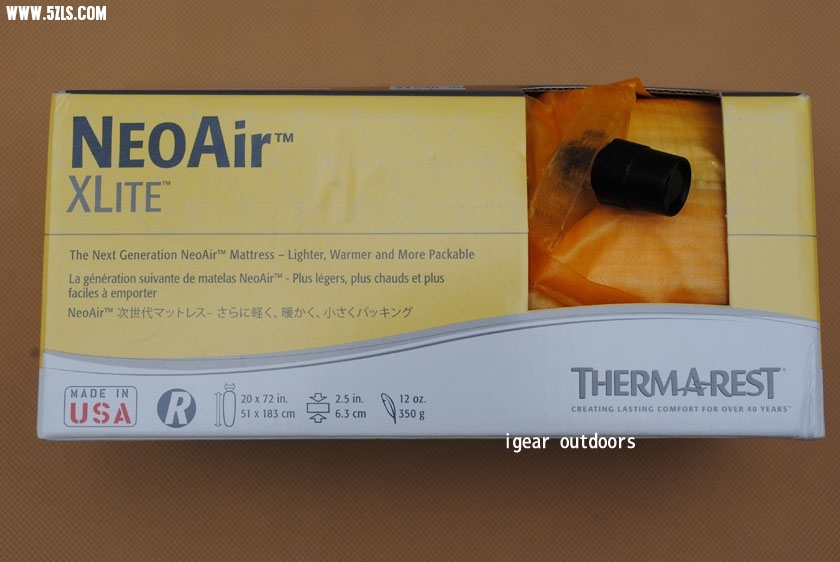 WWW.5ZLS.COM
NEOAir™
XLITE™
The Next Generation NeoAir™ Mattress – Lighter, Warmer and More Packable
La génération suivante de matelas NeoAir™ - Plus légers, plus chauds et plus
faciles à emporter
NeoAir™ 次世代マットレス– さらに軽く、暖かく、小さくパッキング
MADE IN
USA
R
20 x 72 in.
51 x 183 cm
2.5 in.
6.3 cm
12 oz.
350 g
THERM-A-REST®
CREATING LASTING COMFORT FOR OVER 40 YEARS™
igear outdoors